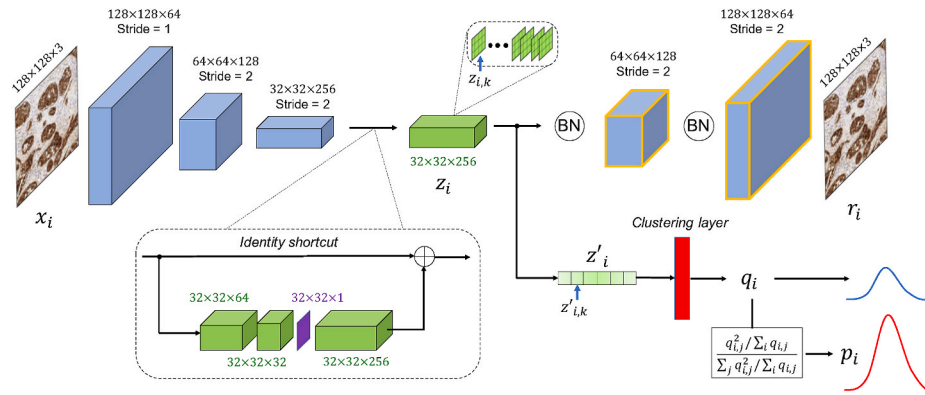 128×128×3
128×128×64
Stride = 1
64×64×128
Stride = 2
32×32×256
Stride = 2
x_i
z_{i,k}
32×32×256
z_i
BN
64×64×128
Stride = 2
BN
128×128×64
Stride = 2
128×128×3
r_i
Identity shortcut
32×32×64
32×32×1
32×32×32
32×32×256
z'_i
z'_{i,k}
Clustering layer
q_i
q_{i,j}^2/∑_i q_{i,j}
∑_j q_{i,j}^2/∑_i q_{i,j}
p_i